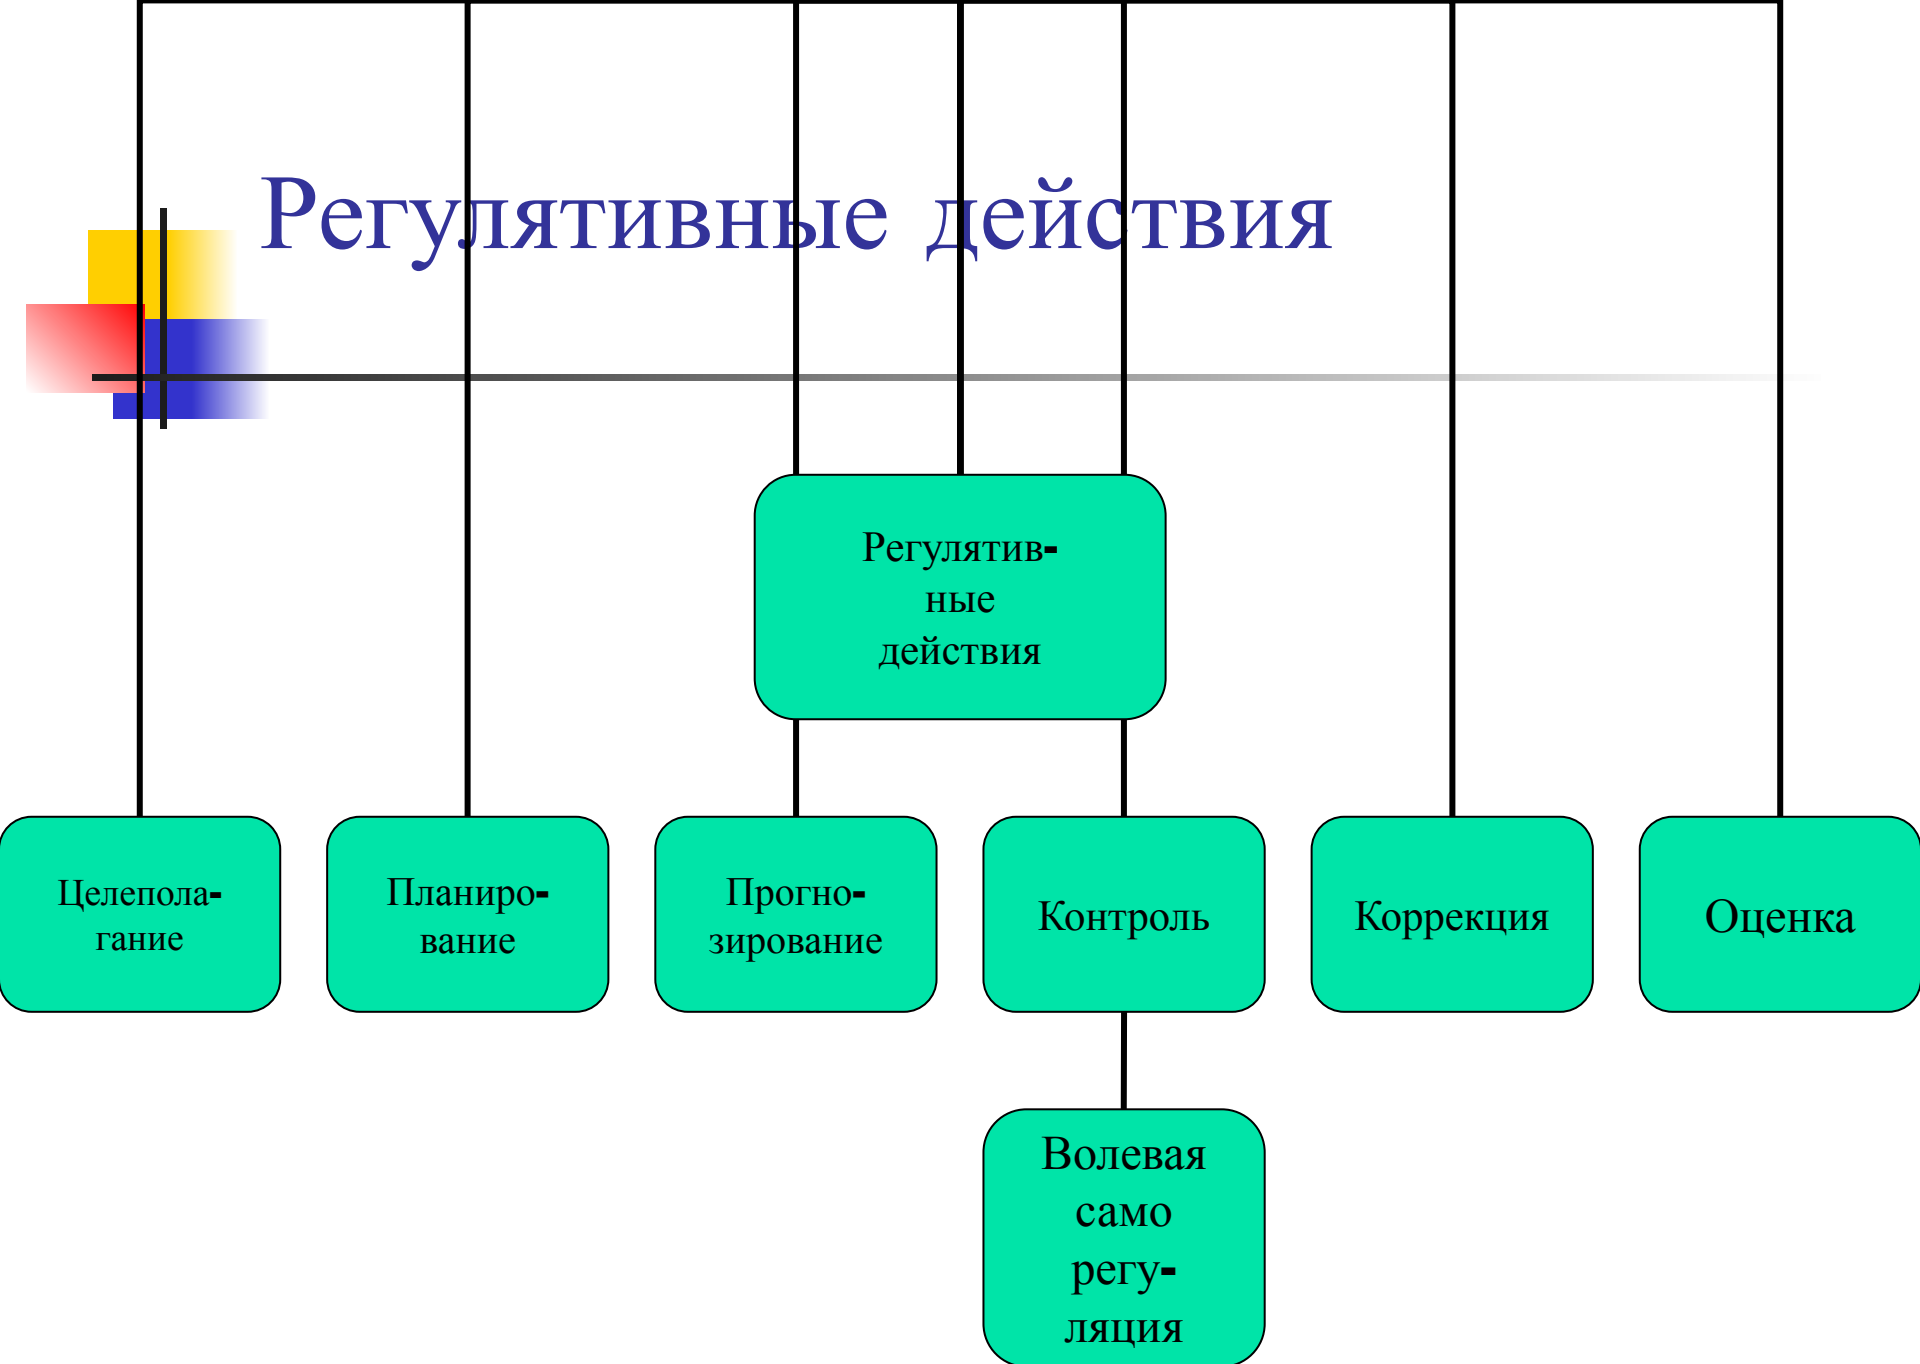 Регулятивные действия
Регулятив-
ные
действия
Целепола-
гание
Планиро-
вание
Прогно-
зирование
Контроль
Коррекция
Оценка
Волевая
само
регу-
ляция